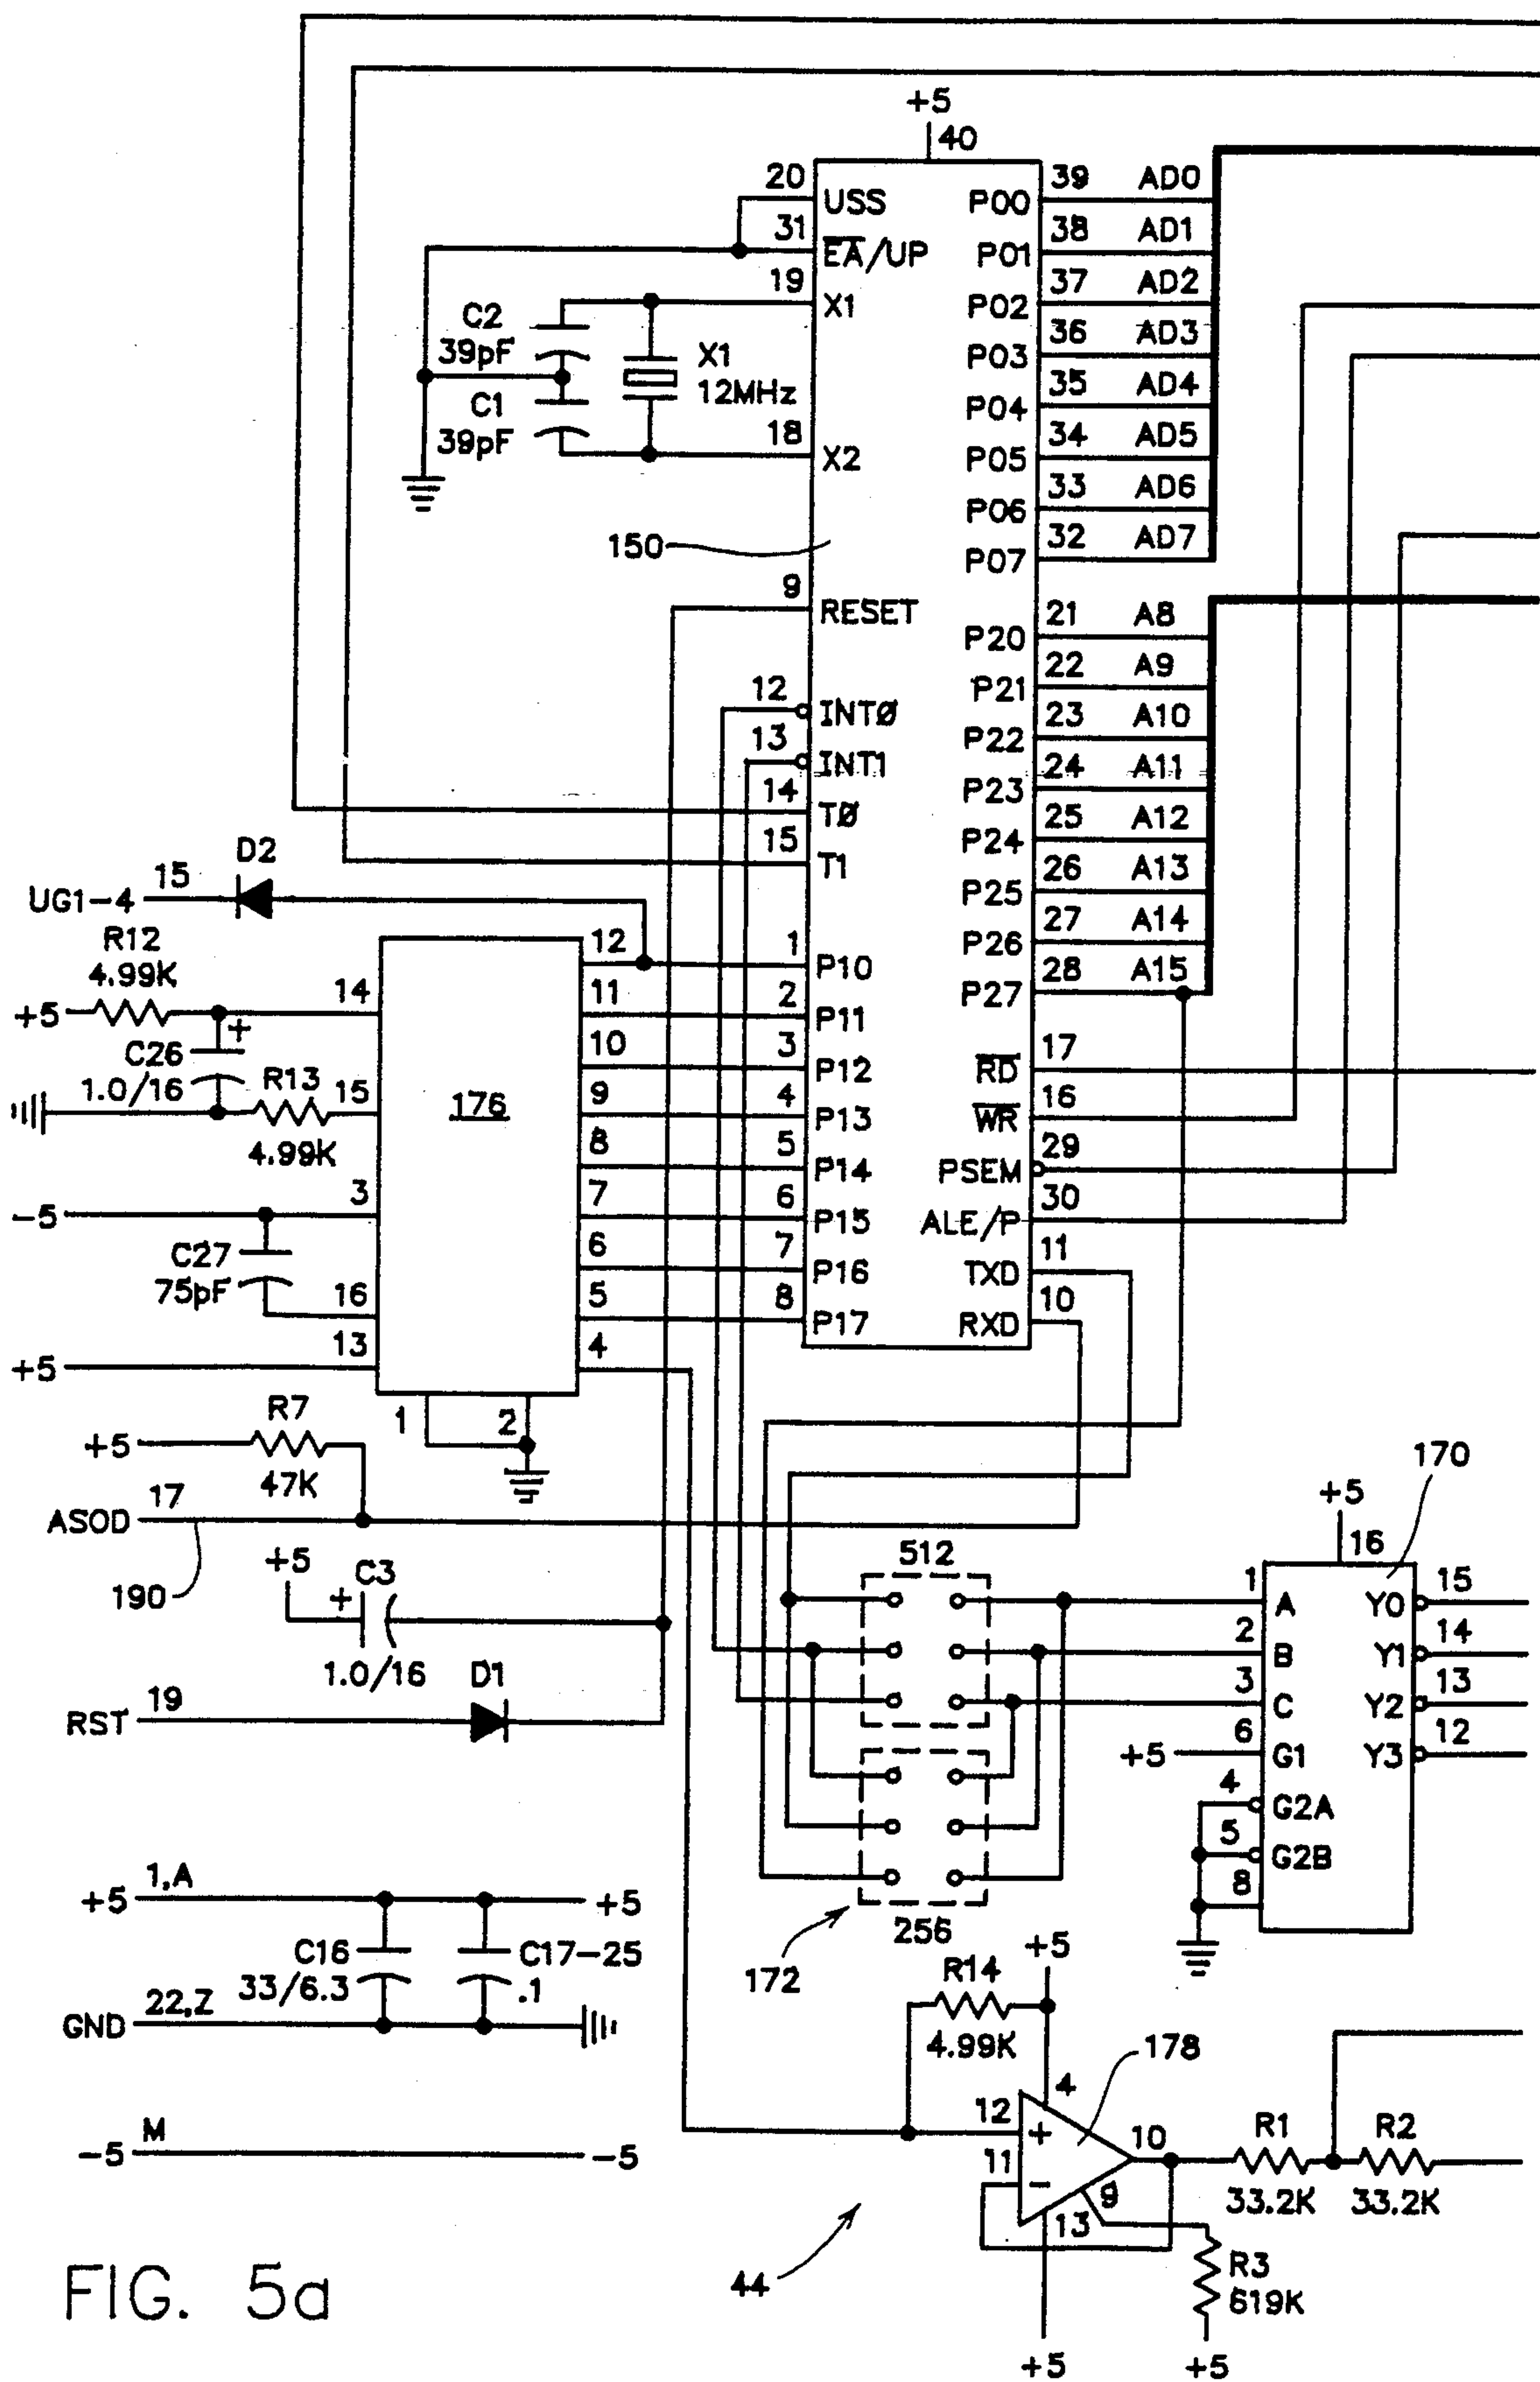 +5
40
20 USS P00 39 AD0
31 EA/UP P01 38 AD1
19 X1 P02 37 AD2
C2
39pF
X1
12MHz
P03 36 AD3
P04 35 AD4
C1
39pF
18 X2 P05 34 AD5
P06 33 AD6
150
P07 32 AD7
9 RESET
P20 21 A8
P21 22 A9
12 INTØ P22 23 A10
13 INT1 P23 24 A11
14 TØ P24 25 A12
15 T1 P25 26 A13
D2
UG1-4 15
P26 27 A14
12 1 P10 P27 28 A15
R12
4.99K
+5 14
11 2 P11
C26 +
1.0/16
10 3 P12 RD 17
R13
4.99K
15
176
9 4 P13 WR 16
8 5 P14 PSEM 29
-5 3
7 6 P15 ALE/P 30
C27
75pF
16
6 7 P16 TXD 11
5 8 P17 RXD 10
+5 13
4
1 2
R7
+5
47K
ASOD 17
190
+5 + C3
1.0/16
RST 19 D1
512
170
+5
16
1 A Y0 15
2 B Y1 14
3 C Y2 13
+5 6 G1 Y3 12
4 G2A
5 G2B
8
256
172
+5 1,A +5
C16
33/6.3
C17-25
.1
GND 22,Z
-5 M -5
R14
4.99K
+5
178
4
12 +
11 -
10
9
13
R1
33.2K
R2
33.2K
R3
619K
+5
+5
44
FIG. 5a